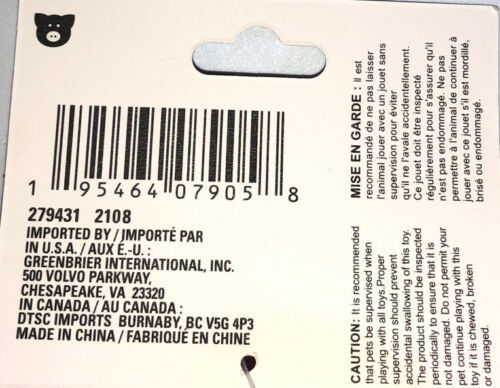 1 95464 07905 8
279431 2108
IMPORTED BY / IMPORTÉ PAR
IN U.S.A. / AUX É.-U. :
GREENBRIER INTERNATIONAL, INC.
500 VOLVO PARKWAY,
CHESAPEAKE, VA 23320
IN CANADA / AU CANADA :
DTSC IMPORTS BURNABY, BC V5G 4P3
MADE IN CHINA / FABRIQUÉ EN CHINE
MISE EN GARDE : Il est
recommandé de ne pas laisser
l'animal jouer avec un jouet sans
supervision pour éviter
qu'il ne l'avale accidentellement.
Ce jouet doit être inspecté
régulièrement pour s'assurer qu'il
n'est pas endommagé. Ne pas
permettre à l'animal de continuer à
jouer avec ce jouet s'il est mordillé,
brisé ou endommagé.
CAUTION: It is recommended
that pets be supervised when
playing with all toys.Proper
supervision should prevent
accidental swallowing of this toy.
The product should be inspected
periodically to ensure that it is
not damaged. Do not permit your
pet continue playing with this
toy if it is chewed, broken
or damaged.